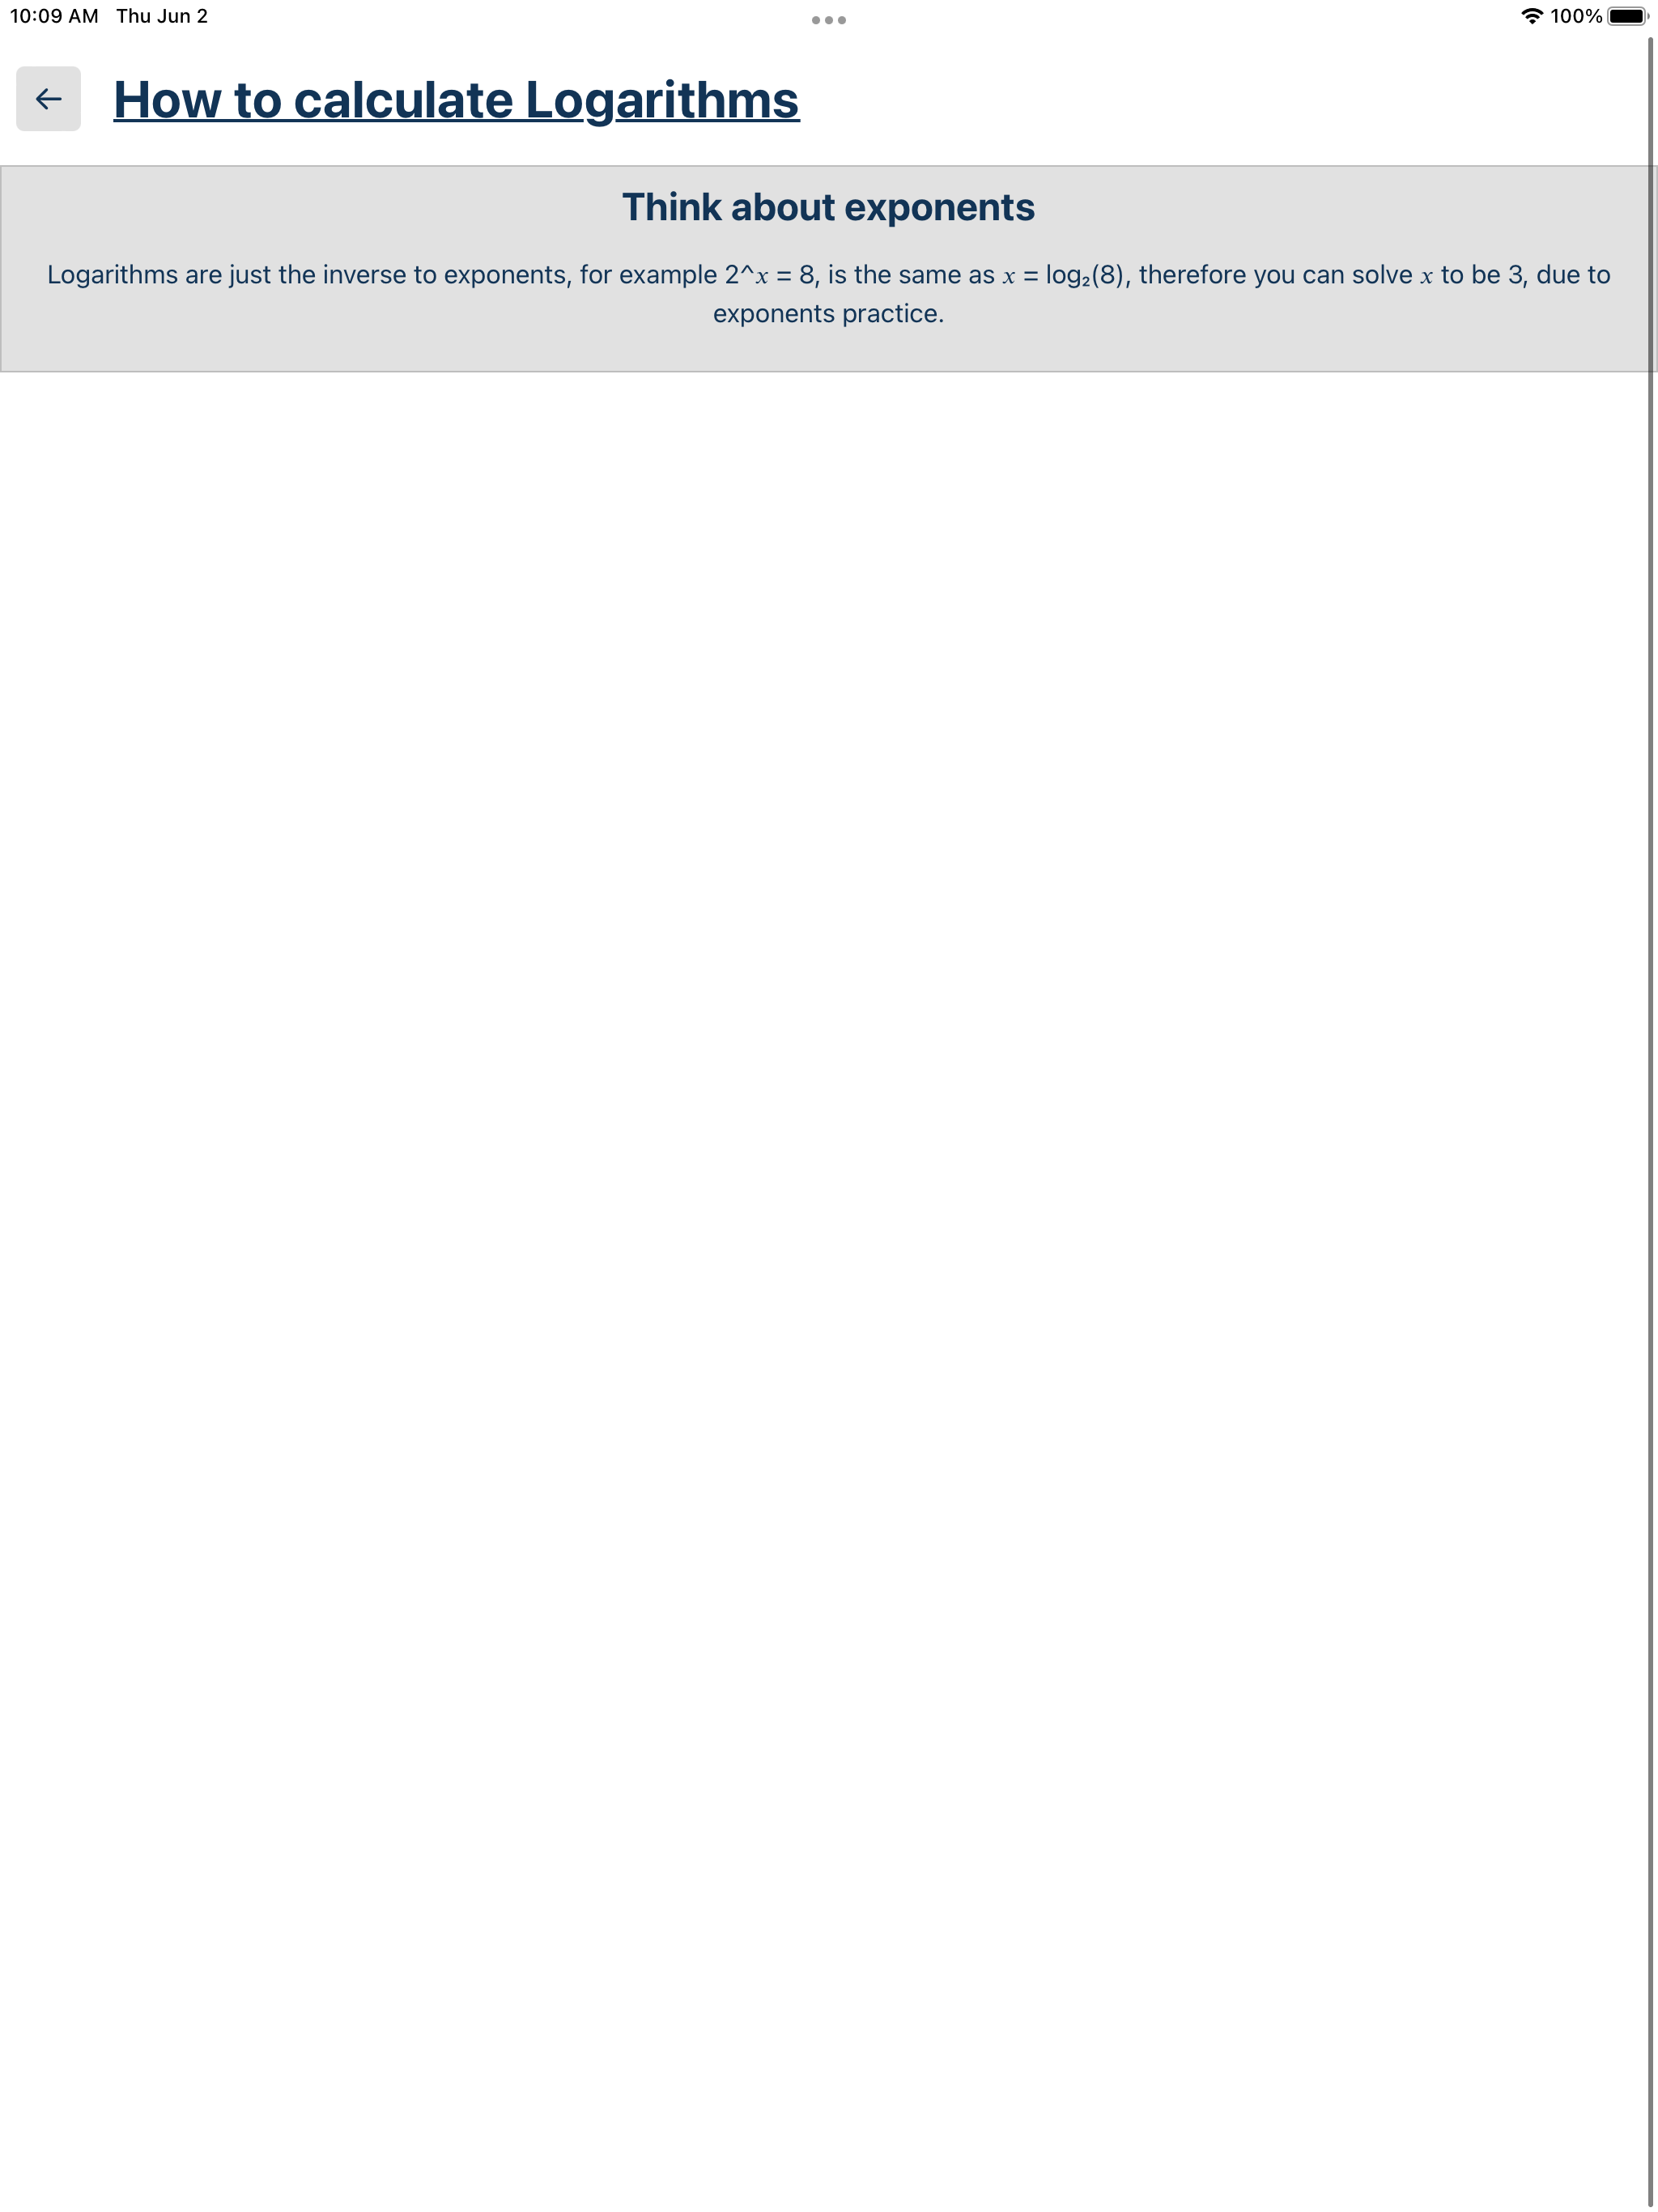 10:09 AM Thu Jun 2
100%
How to calculate Logarithms
Think about exponents
Logarithms are just the inverse to exponents, for example 2^𝑥 = 8, is the same as 𝑥 = log₂(8), therefore you can solve 𝑥 to be 3, due to
exponents practice.